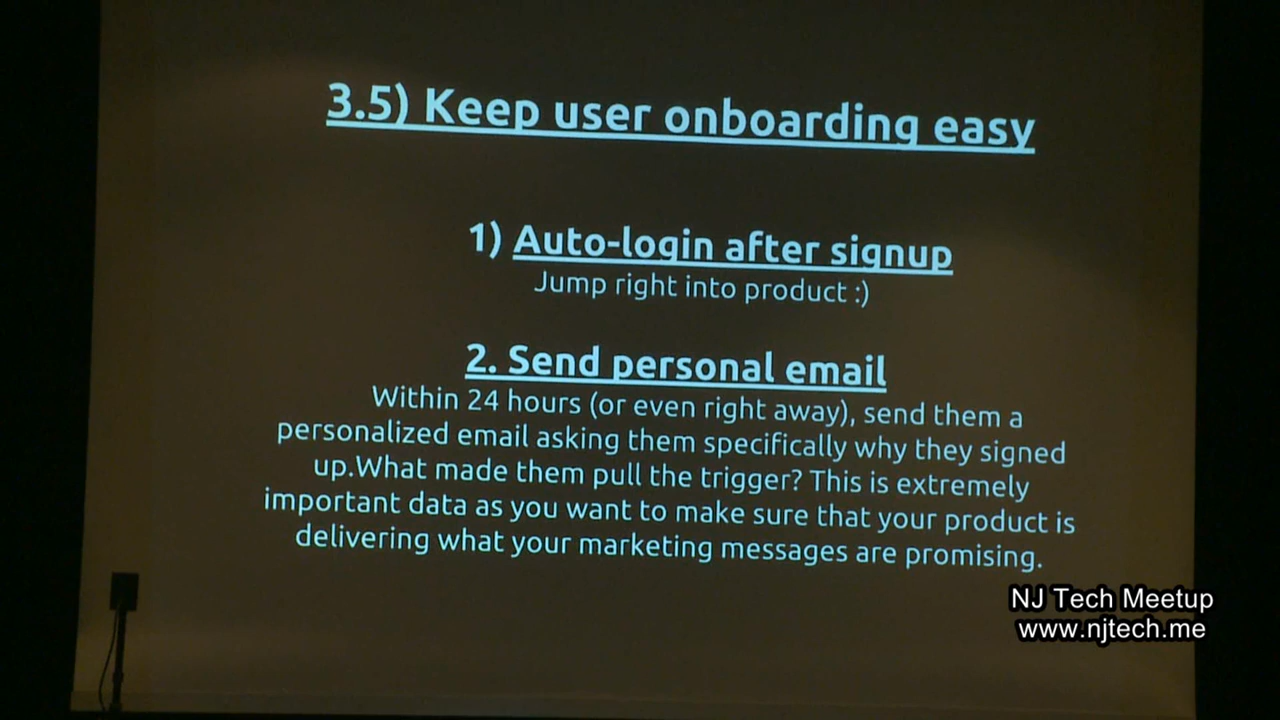 3.5) Keep user onboarding easy
1) Auto-login after signup
Jump right into product :)
2. Send personal email
Within 24 hours (or even right away), send them a
personalized email asking them specifically why they signed
up.What made them pull the trigger? This is extremely
important data as you want to make sure that your product is
delivering what your marketing messages are promising.
NJ Tech Meetup
www.njtech.me